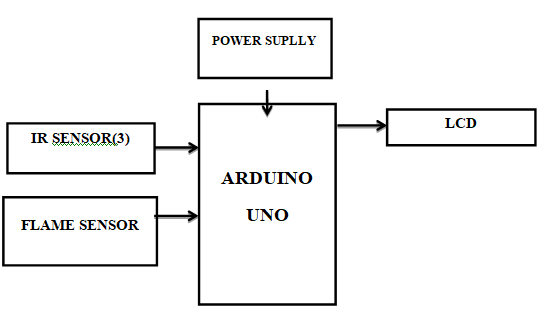 POWER SUPLLY
IR SENSOR(3)
LCD
ARDUINO
UNO
FLAME SENSOR